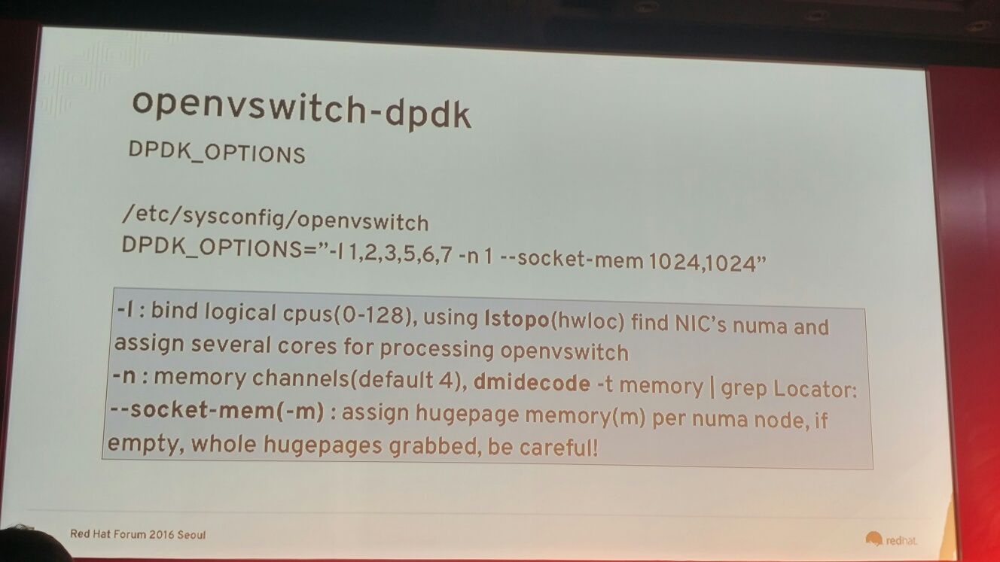 openvswitch-dpdk
DPDK_OPTIONS
/etc/sysconfig/openvswitch
DPDK_OPTIONS=”-l 1,2,3,5,6,7 -n 1 --socket-mem 1024,1024”
-l : bind logical cpus(0-128), using lstopo(hwloc) find NIC’s numa and
assign several cores for processing openvswitch
-n : memory channels(default 4), dmidecode -t memory | grep Locator:
--socket-mem(-m) : assign hugepage memory(m) per numa node, if
empty, whole hugepages grabbed, be careful!
Red Hat Forum 2016 Seoul
redhat.